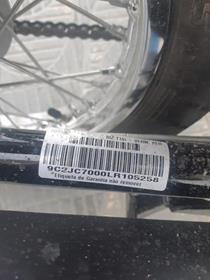 9C2JC7000LR105258
Etiqueta de Garantia não remover